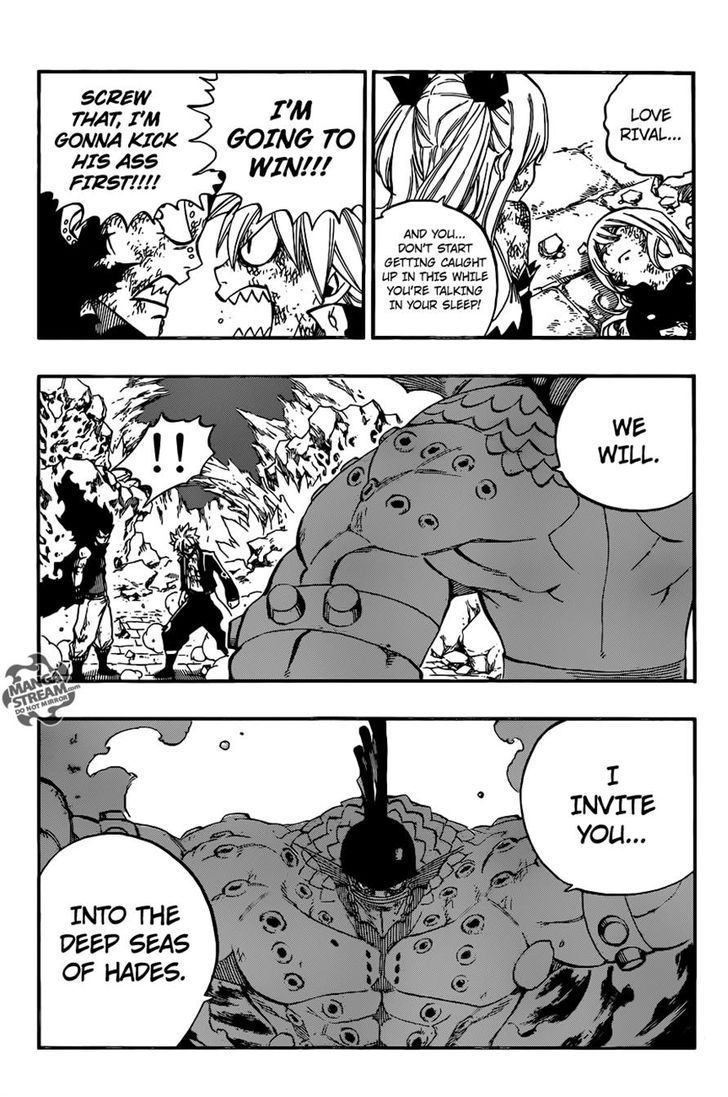 LOVE
RIVAL...
AND YOU...
DON'T START
GETTING CAUGHT
UP IN THIS WHILE
YOU'RE TALKING
IN YOUR SLEEP!
I'M
GOING TO
WIN!!!
SCREW
THAT, I'M
GONNA KICK
HIS ASS
FIRST!!!!
WE
WILL.
!!
MANGA
STREAM.com
DO NOT MIRROR
I
INVITE
YOU...
INTO THE
DEEP SEAS
OF HADES.